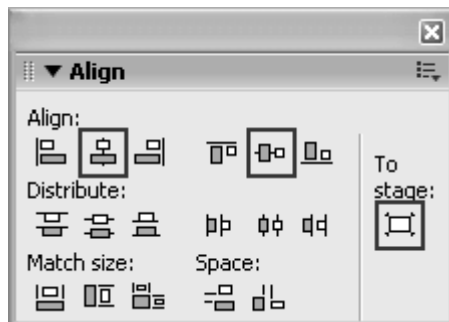 Align
Align:
To
stage:
Distribute:
Match size:
Space: